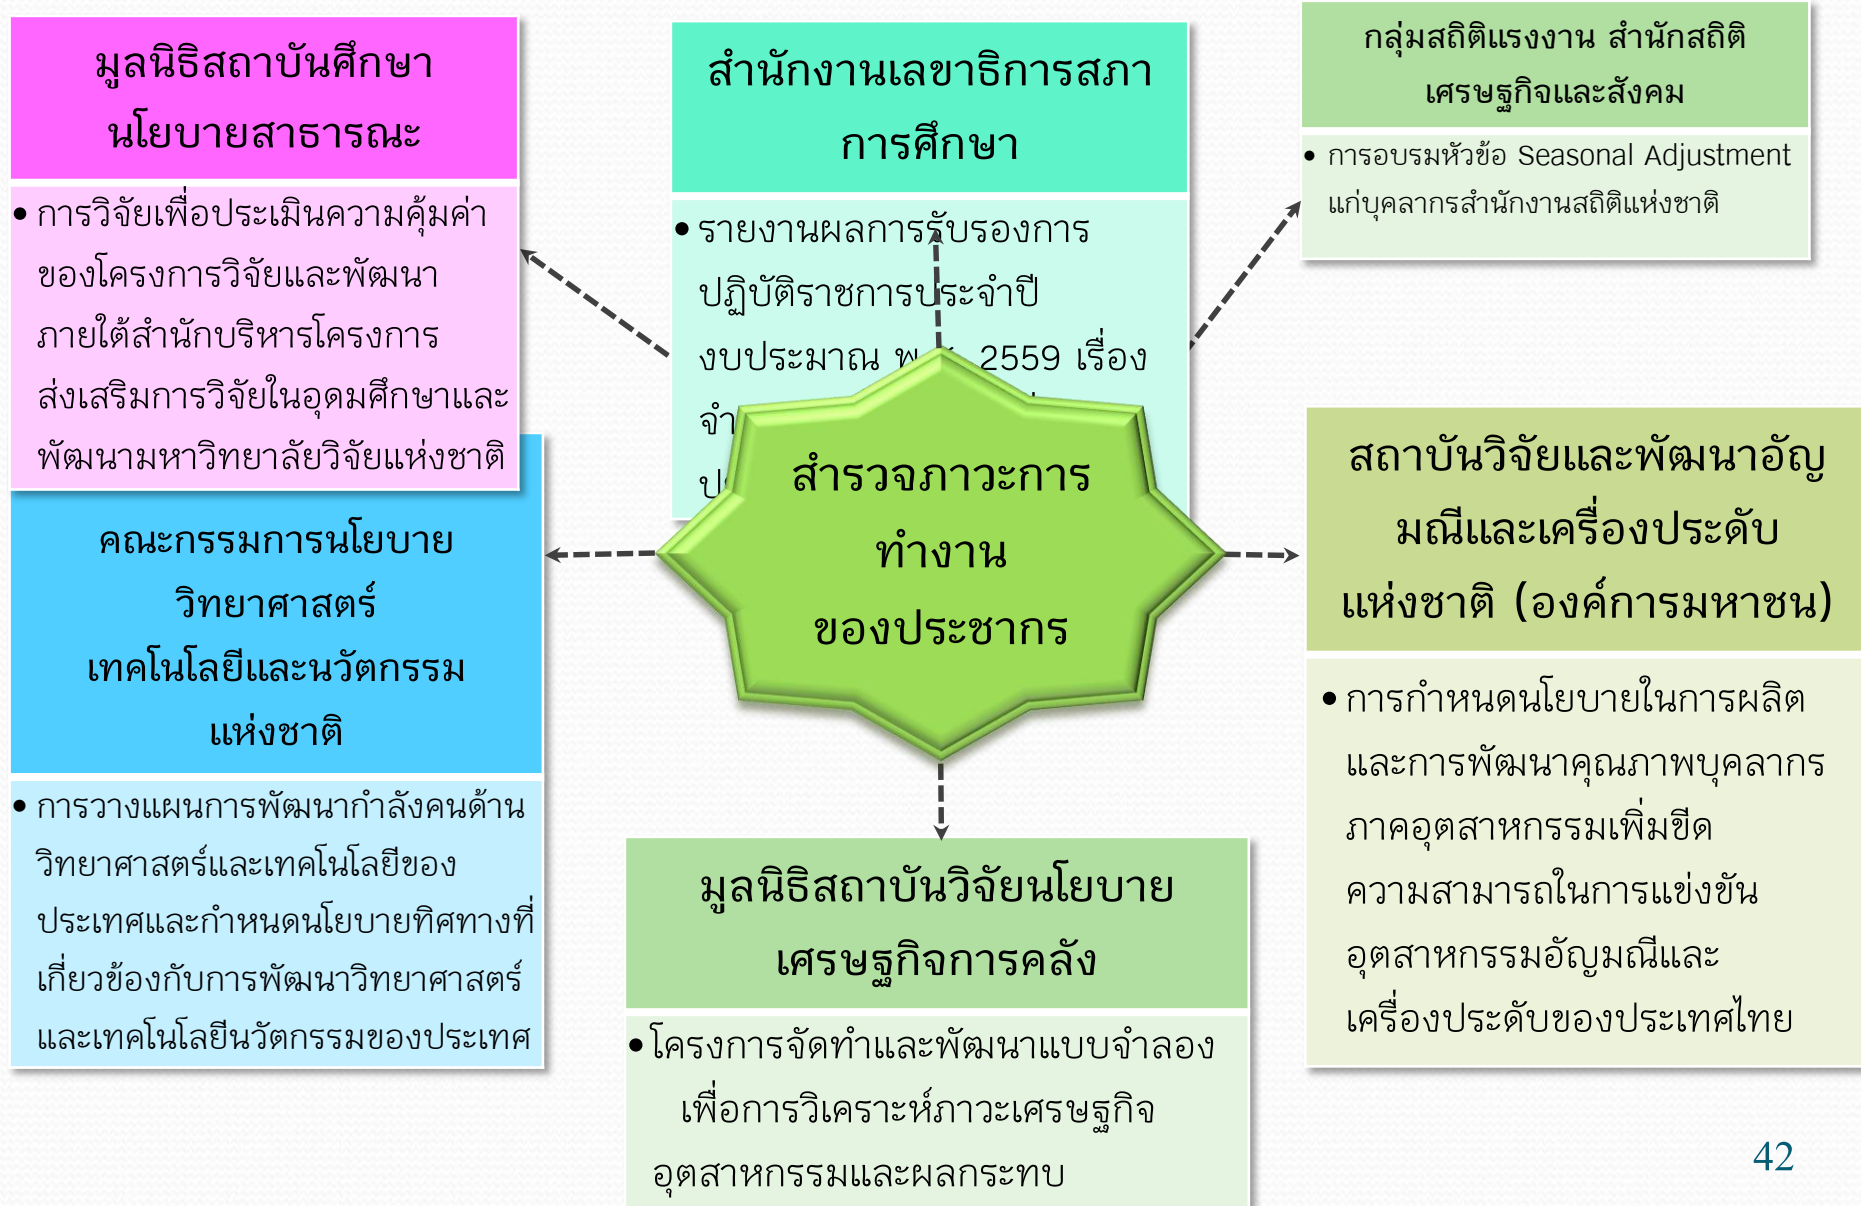 มูลนิธิสถาบันศึกษา
นโยบายสาธารณะ
• การวิจัยเพื่อประเมินความคุ้มค่า
ของโครงการวิจัยและพัฒนา
ภายใต้สำนักบริหารโครงการ
ส่งเสริมการวิจัยในอุดมศึกษาและ
พัฒนามหาวิทยาลัยวิจัยแห่งชาติ
สำนักงานเลขาธิการสภา
การศึกษา
• รายงานผลการรับรองการ
ปฏิบัติราชการประจำปี
งบประมาณ พ.ศ. 2559 เรื่อง
กลุ่มสถิติแรงงาน สำนักสถิติ
เศรษฐกิจและสังคม
• การอบรมหัวข้อ Seasonal Adjustment
แก่บุคลากรสำนักงานสถิติแห่งชาติ
สำรวจภาวะการ
ทำงาน
ของประชากร
คณะกรรมการนโยบาย
วิทยาศาสตร์
เทคโนโลยีและนวัตกรรม
แห่งชาติ
• การวางแผนการพัฒนากำลังคนด้าน
วิทยาศาสตร์และเทคโนโลยีของ
ประเทศและกำหนดนโยบายทิศทางที่
เกี่ยวข้องกับการพัฒนาวิทยาศาสตร์
และเทคโนโลยีนวัตกรรมของประเทศ
สถาบันวิจัยและพัฒนาอัญ
มณีและเครื่องประดับ
แห่งชาติ (องค์การมหาชน)
• การกำหนดนโยบายในการผลิต
และการพัฒนาคุณภาพบุคลากร
ภาคอุตสาหกรรมเพิ่มขีด
ความสามารถในการแข่งขัน
อุตสาหกรรมอัญมณีและ
เครื่องประดับของประเทศไทย
มูลนิธิสถาบันวิจัยนโยบาย
เศรษฐกิจการคลัง
• โครงการจัดทำและพัฒนาแบบจำลอง
เพื่อการวิเคราะห์ภาวะเศรษฐกิจ
อุตสาหกรรมและผลกระทบ
42